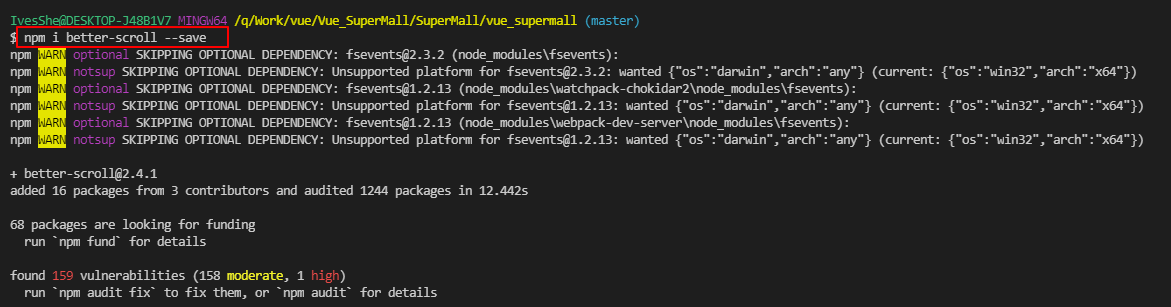 IvesShe@DESKTOP-J48B1V7 MINGW64 /q/Work/vue/Vue_SuperMall/SuperMall/vue_supermall (master)
$ npm i better-scroll --save
npm WARN optional SKIPPING OPTIONAL DEPENDENCY: fsevents@2.3.2 (node_modules\fsevents):
npm WARN notsup SKIPPING OPTIONAL DEPENDENCY: Unsupported platform for fsevents@2.3.2: wanted {"os":"darwin","arch":"any"} (current: {"os":"win32","arch":"x64"})
npm WARN optional SKIPPING OPTIONAL DEPENDENCY: fsevents@1.2.13 (node_modules\watchpack-chokidar2\node_modules\fsevents):
npm WARN notsup SKIPPING OPTIONAL DEPENDENCY: Unsupported platform for fsevents@1.2.13: wanted {"os":"darwin","arch":"any"} (current: {"os":"win32","arch":"x64"})
npm WARN optional SKIPPING OPTIONAL DEPENDENCY: fsevents@1.2.13 (node_modules\webpack-dev-server\node_modules\fsevents):
npm WARN notsup SKIPPING OPTIONAL DEPENDENCY: Unsupported platform for fsevents@1.2.13: wanted {"os":"darwin","arch":"any"} (current: {"os":"win32","arch":"x64"})
+ better-scroll@2.4.1
added 16 packages from 3 contributors and audited 1244 packages in 12.442s
68 packages are looking for funding
run `npm fund` for details
found 159 vulnerabilities (158 moderate, 1 high)
run `npm audit fix` to fix them, or `npm audit` for details